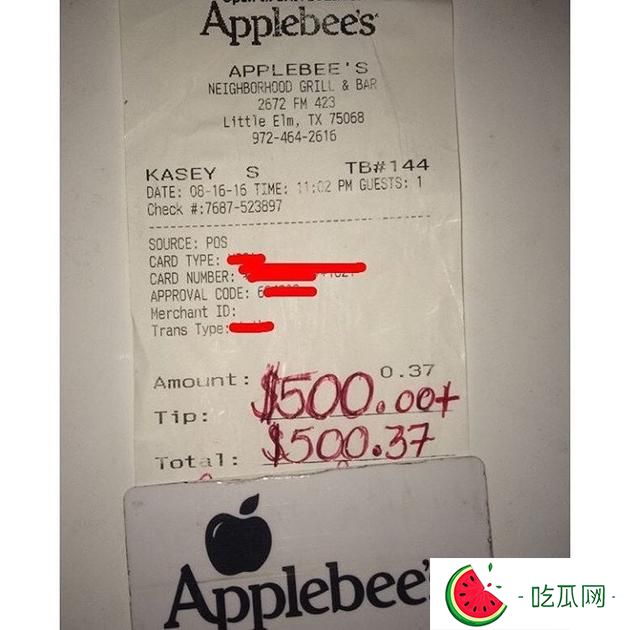 Applebee's
APPLEBEE'S
NEIGHBORHOOD GRILL & BAR
2672 FM 423
Little Elm, TX 75068
972-464-2616
KASEY S TB#144
DATE: 08-16-16 TIME: 11:02 PM GUESTS: 1
Check #:7687-523897
SOURCE: POS
CARD TYPE:
CARD NUMBER:
APPROVAL CODE:
Merchant ID:
Trans Type:
Amount: 0.37
Tip: $500.00+
Total: $500.37
Applebee's
·吃瓜网·